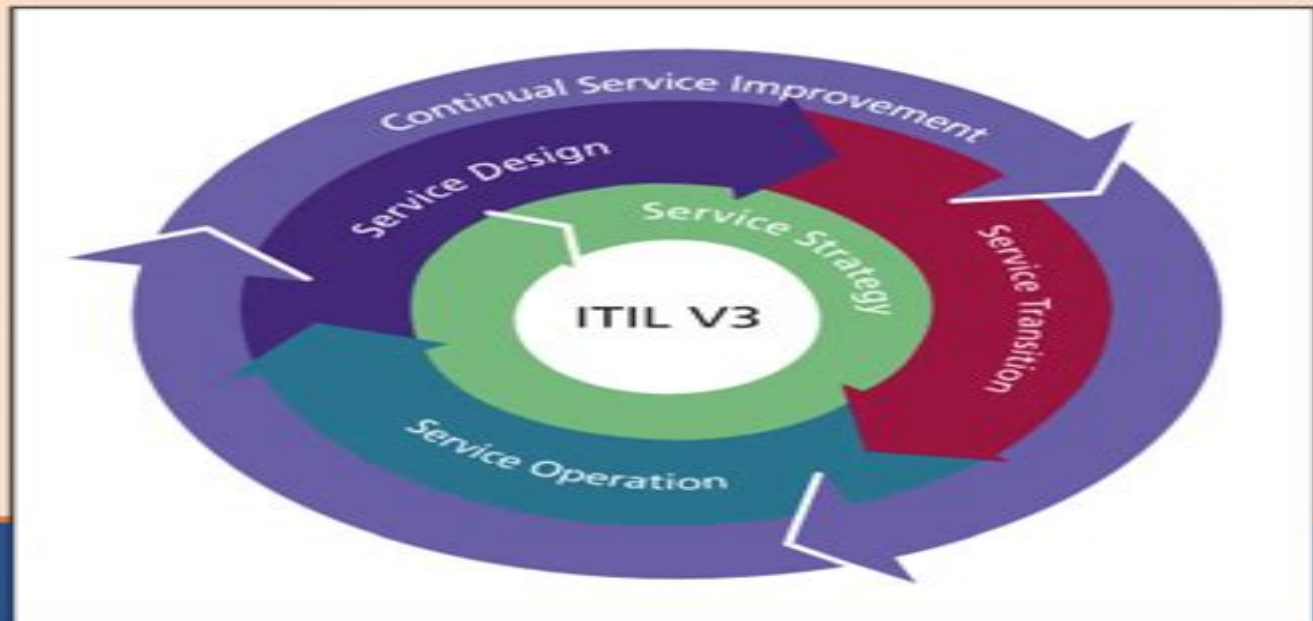 Continual Service Improvement
Service Design
Service Strategy
Service Transition
ITIL V3
Service Operation